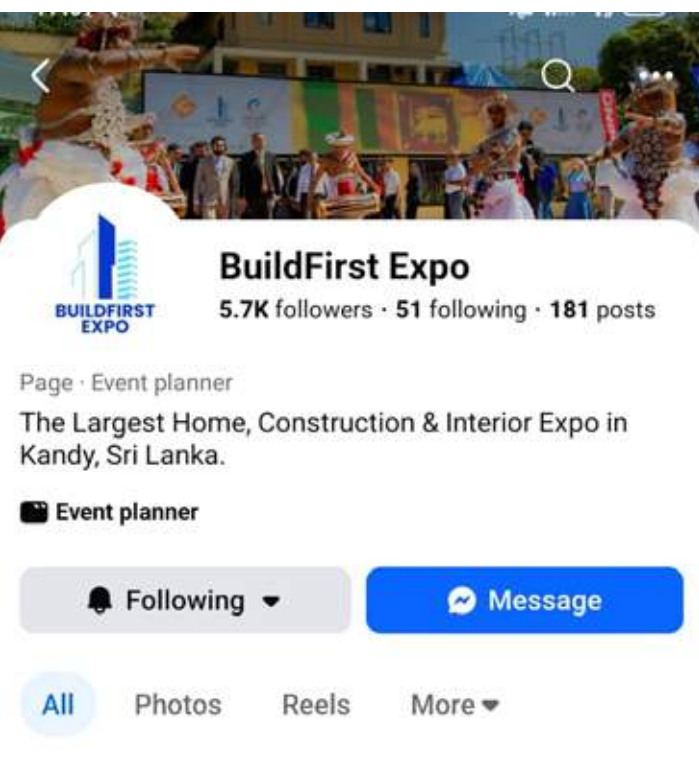 BUILDFIRST
EXPO
BuildFirst Expo
5.7K followers · 51 following · 181 posts
Page · Event planner
The Largest Home, Construction & Interior Expo in
Kandy, Sri Lanka.
Event planner
Following
Message
All
Photos
Reels
More